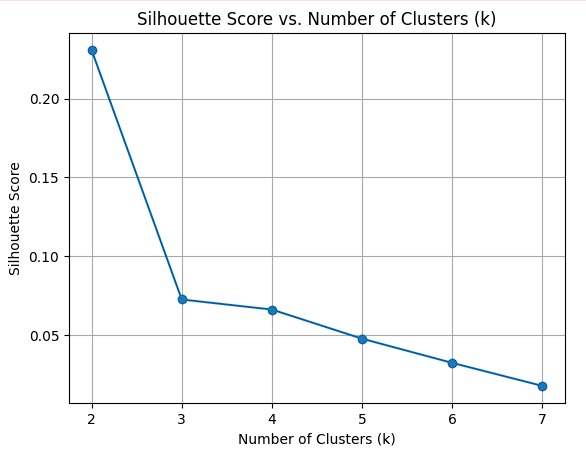 Silhouette Score vs. Number of Clusters (k)
Silhouette Score
0.20
0.15
0.10
0.05
2 3 4 5 6 7
Number of Clusters (k)